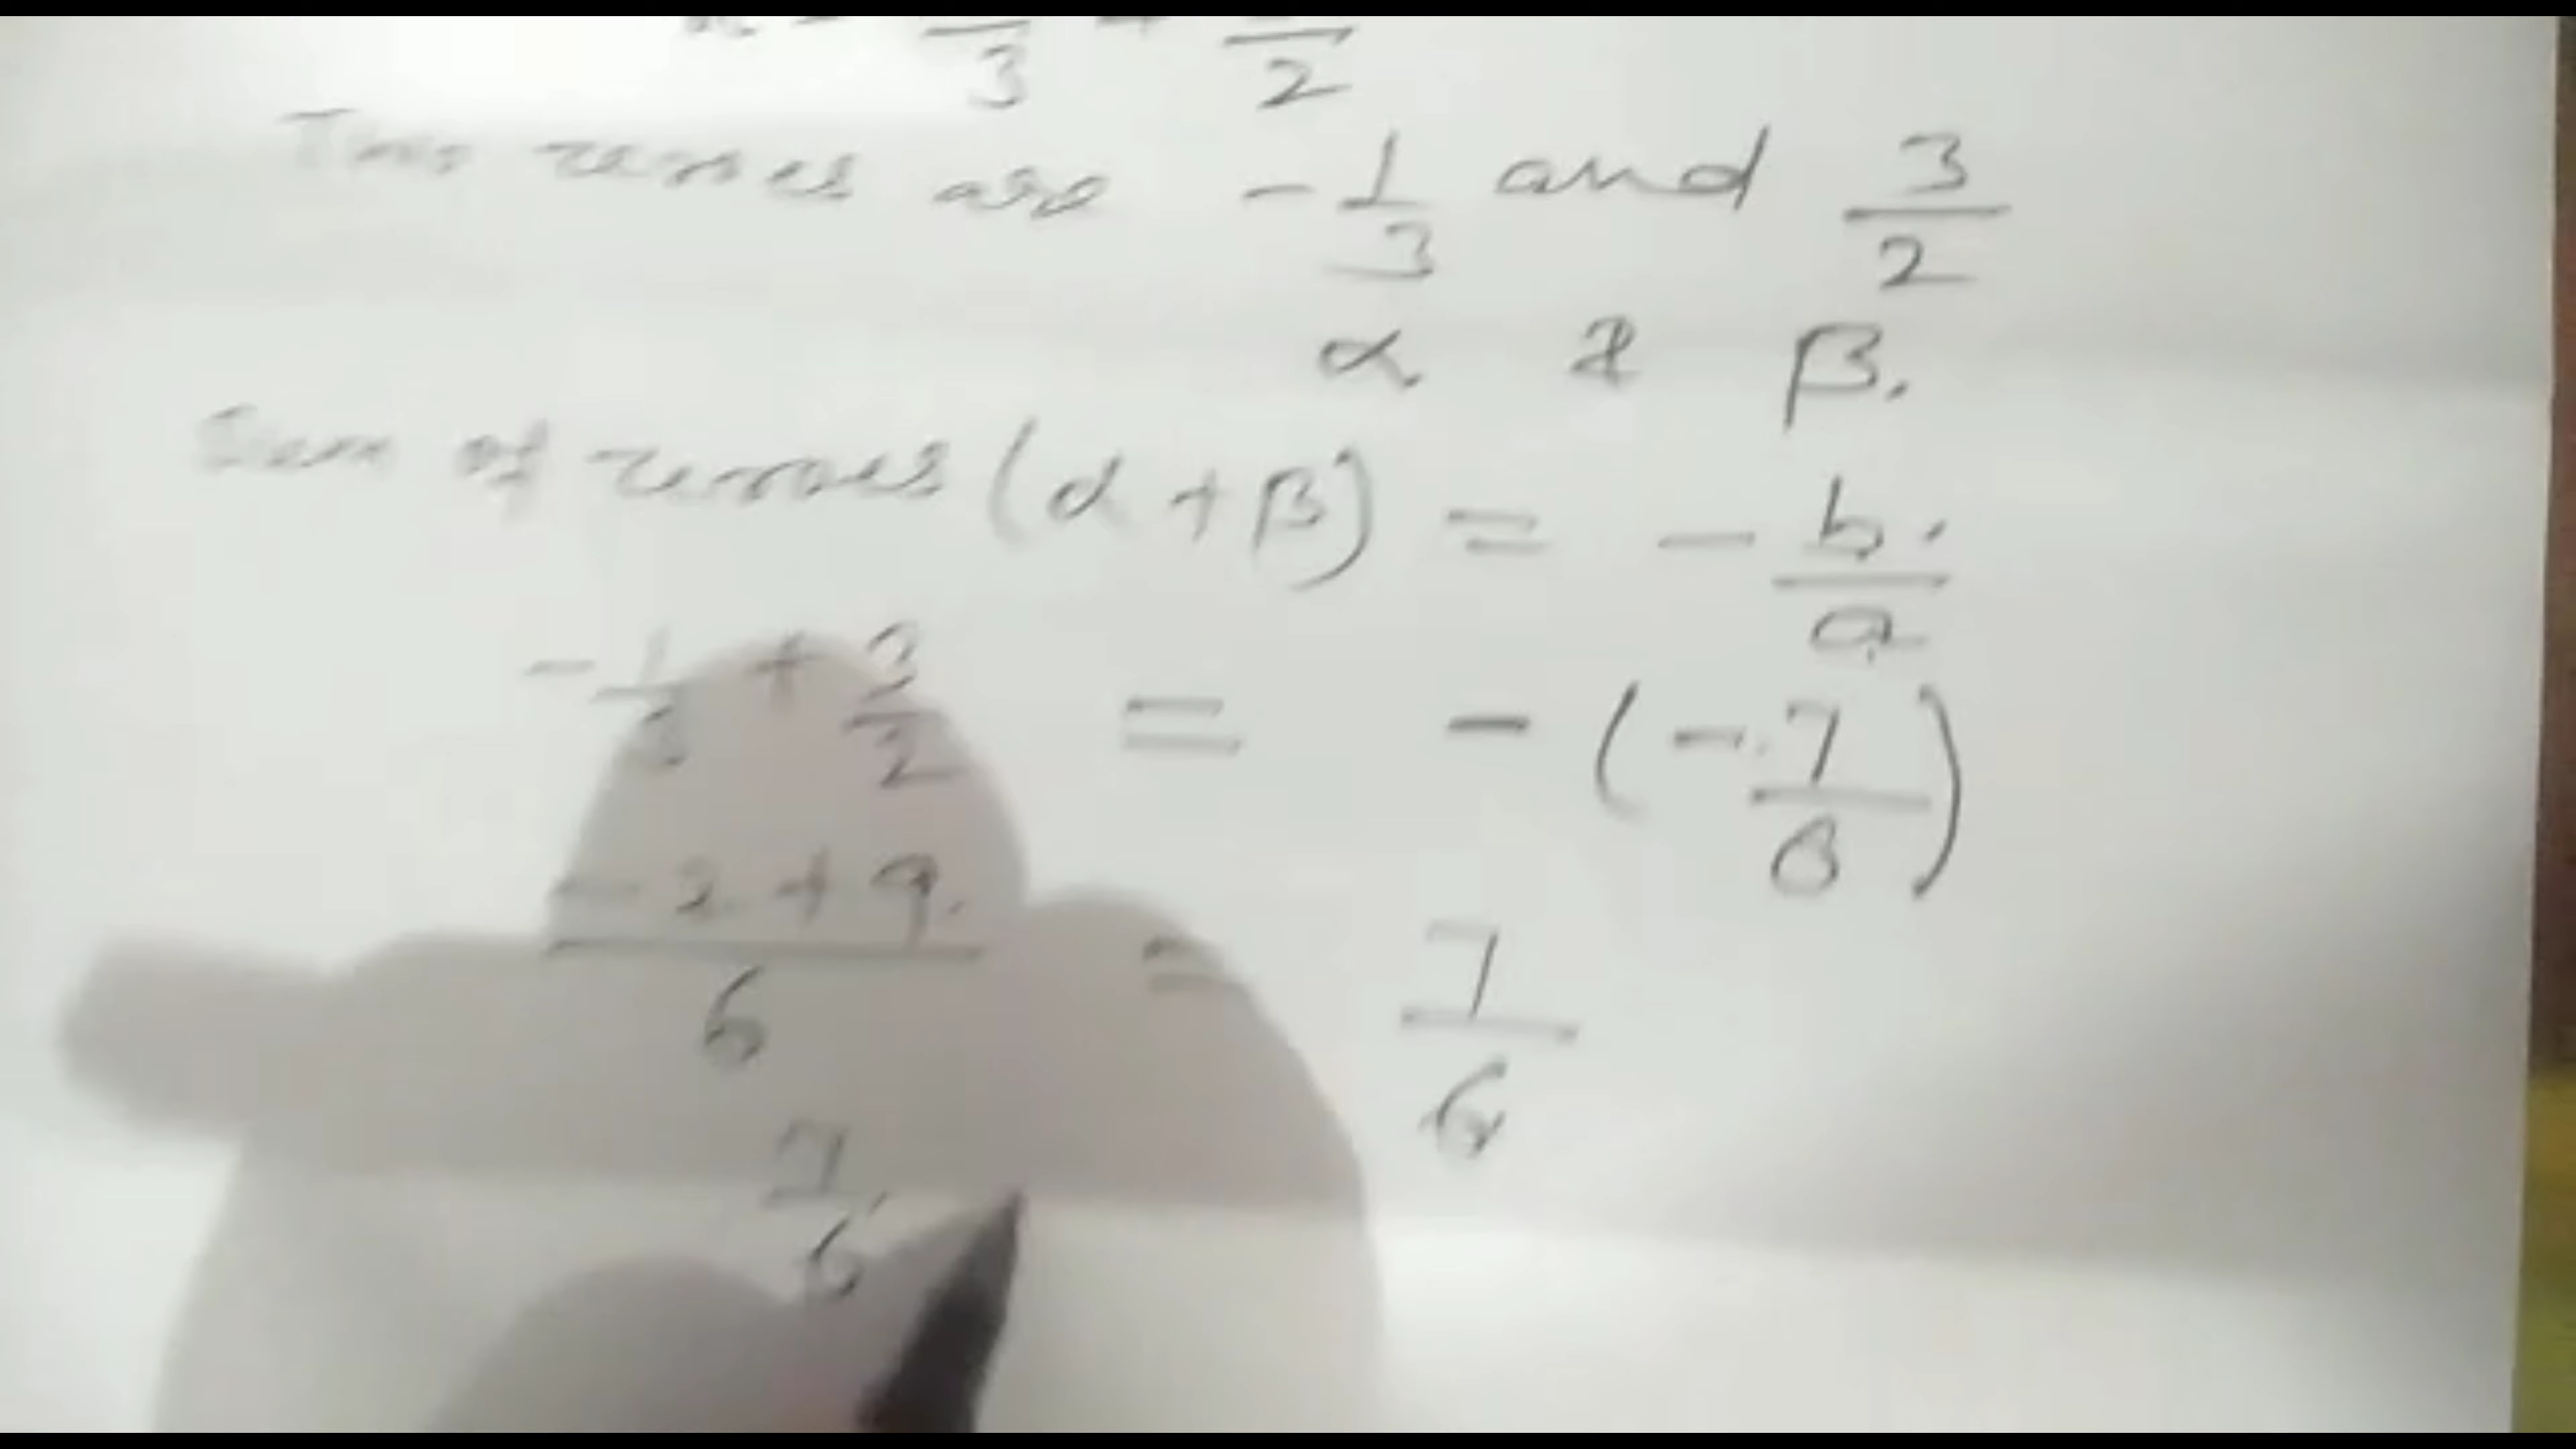 x = - /3 , /2
Two zeroes are - 1/3 and 3/2
α & β.
Sum of zeroes (α + β) = - b/a
- 1/3 + 3/2 = - (- 7/6)
- 2 + 9 / 6 = 7/6
7/6